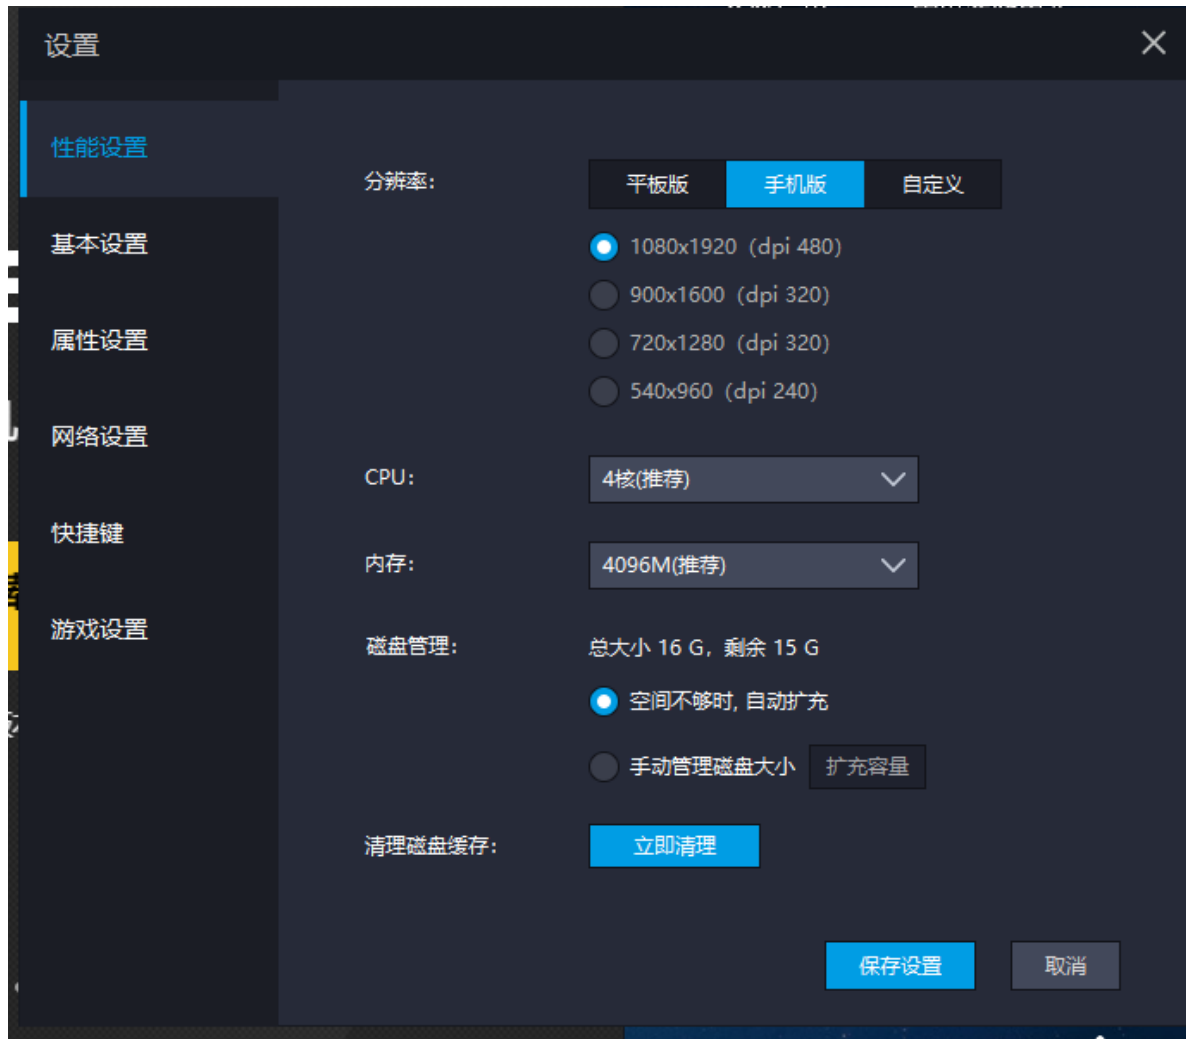 设置
性能设置
基本设置
属性设置
网络设置
快捷键
游戏设置
分辨率:
平板版 手机版 自定义
1080x1920 (dpi 480)
900x1600 (dpi 320)
720x1280 (dpi 320)
540x960 (dpi 240)
CPU:
4核(推荐)
内存:
4096M(推荐)
磁盘管理:
总大小 16 G, 剩余 15 G
空间不够时, 自动扩充
手动管理磁盘大小 扩充容量
清理磁盘缓存:
立即清理
保存设置 取消